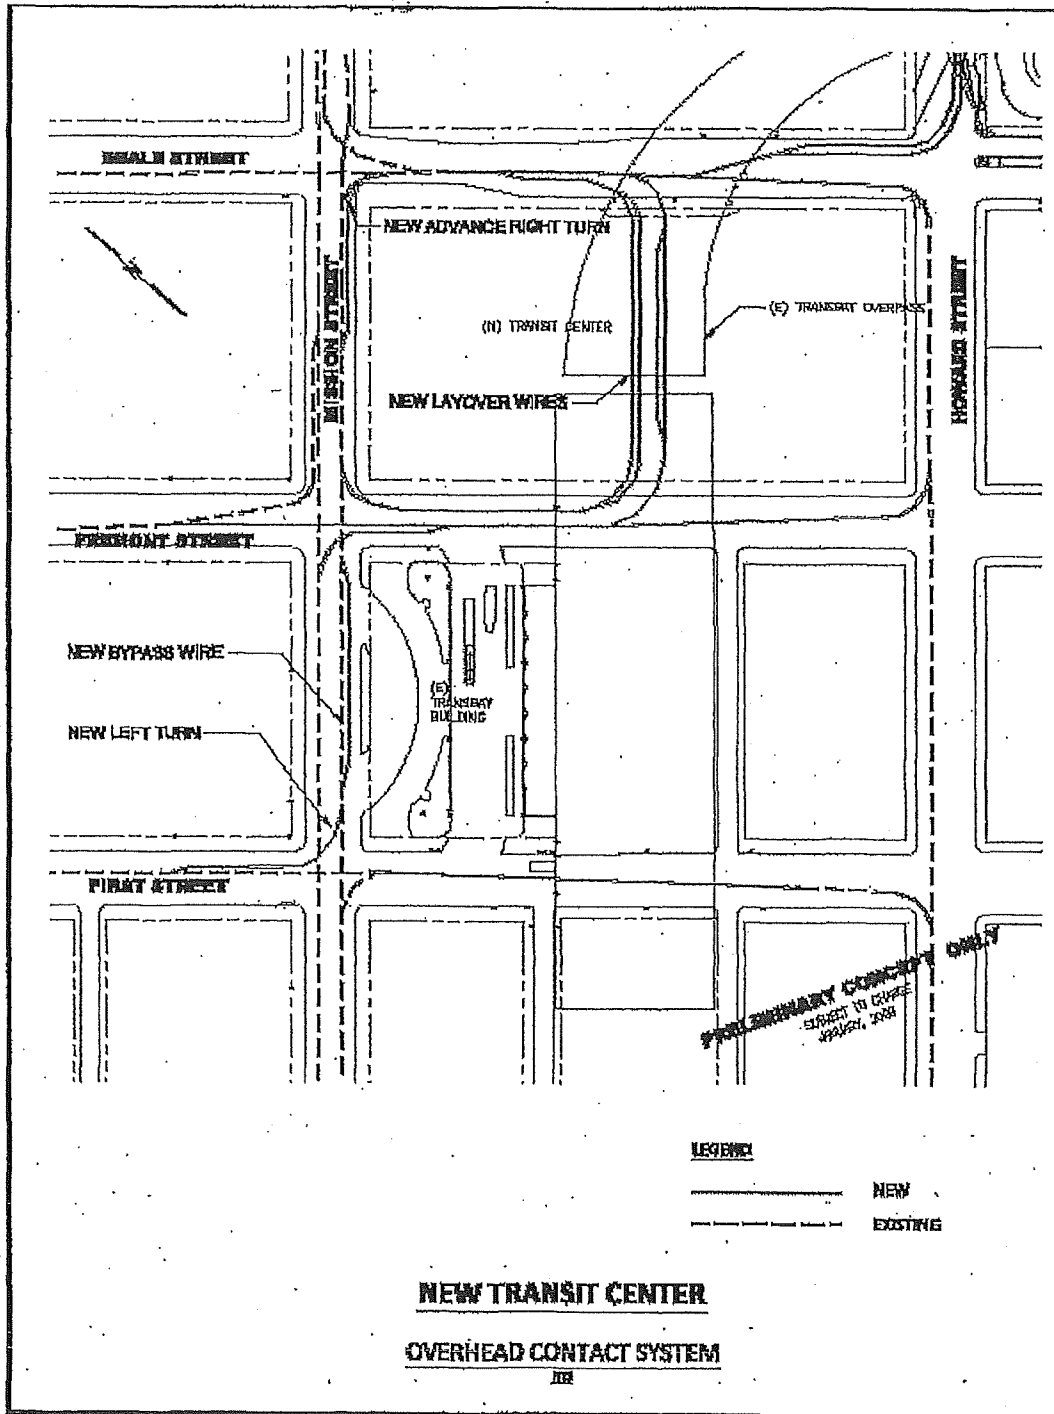 BEALE STREET
NEW ADVANCE RIGHT TURN
MISSION STREET
HOWARD STREET
(E) TRANSBAY OVERPASS
(N) TRANSIT CENTER
NEW LAYOVER WIRES
FREMONT STREET
NEW BYPASS WIRE
(E)
TRANSBAY
BUILDING
NEW LEFT TURN
FIRST STREET
PRELIMINARY CONCEPT ONLY
SUBJECT TO CHANGE
LEGEND
NEW
EXISTING
NEW TRANSIT CENTER
OVERHEAD CONTACT SYSTEM